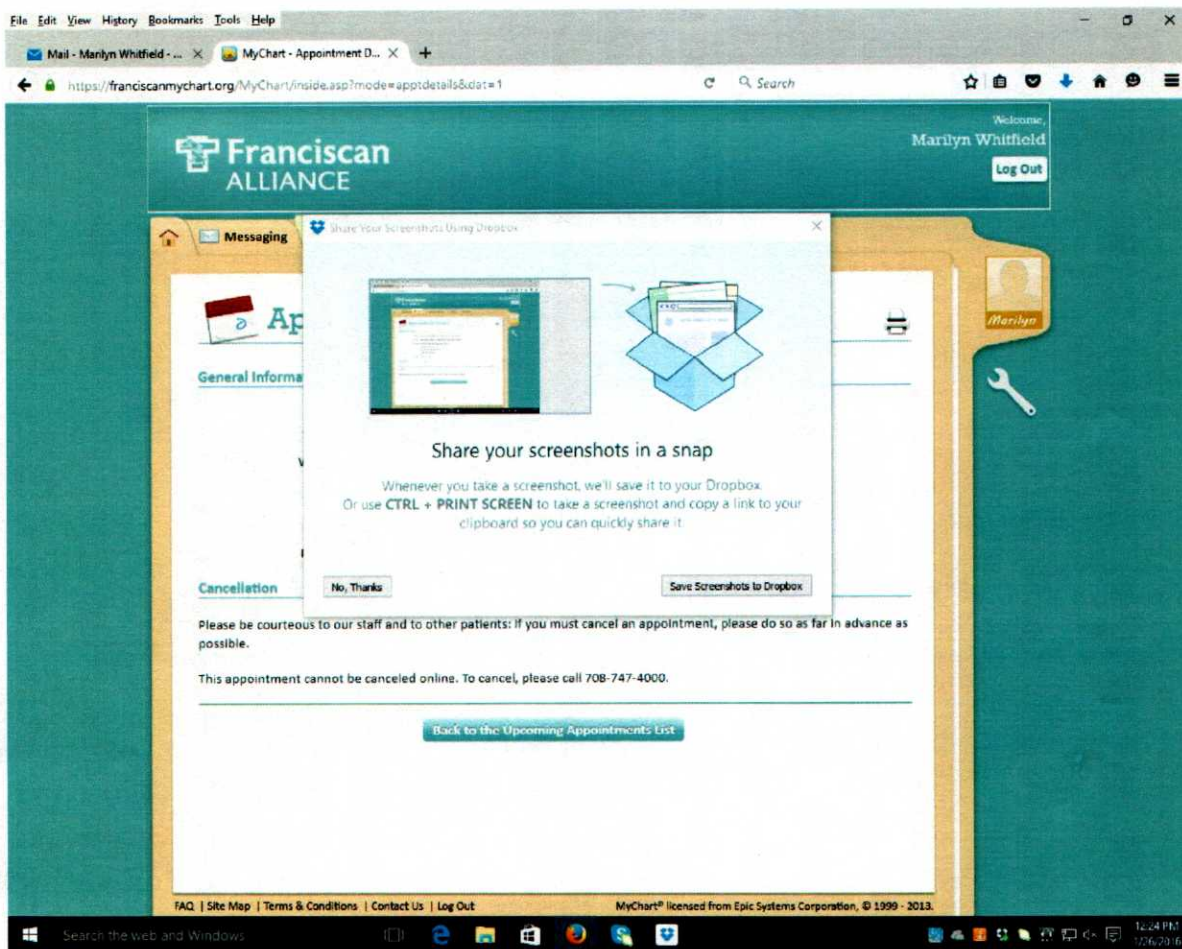 File Edit View History Bookmarks Tools Help
Mail - Marilyn Whitfield - ... MyChart - Appointment D...
https://franciscanmychart.org/MyChart/inside.asp?mode=apptdetails&dat=1 Search
Welcome,
Franciscan Marilyn Whitfield
ALLIANCE Log Out
Messaging Share Your Screenshots Using Dropbox
Ap
Marilyn
General Informa
Share your screenshots in a snap
Whenever you take a screenshot, we'll save it to your Dropbox
Or use CTRL + PRINT SCREEN to take a screenshot and copy a link to your
clipboard so you can quickly share it.
Cancellation No, Thanks Save Screenshots to Dropbox
Please be courteous to our staff and to other patients: if you must cancel an appointment, please do so as far in advance as
possible.
This appointment cannot be canceled online. To cancel, please call 708-747-4000.
Back to the Upcoming Appointments List
FAQ | Site Map | Terms & Conditions | Contact Us | Log Out MyChart® licensed from Epic Systems Corporation, © 1999 - 2013.
Search the web and Windows 12:24 PM
1/26/2016